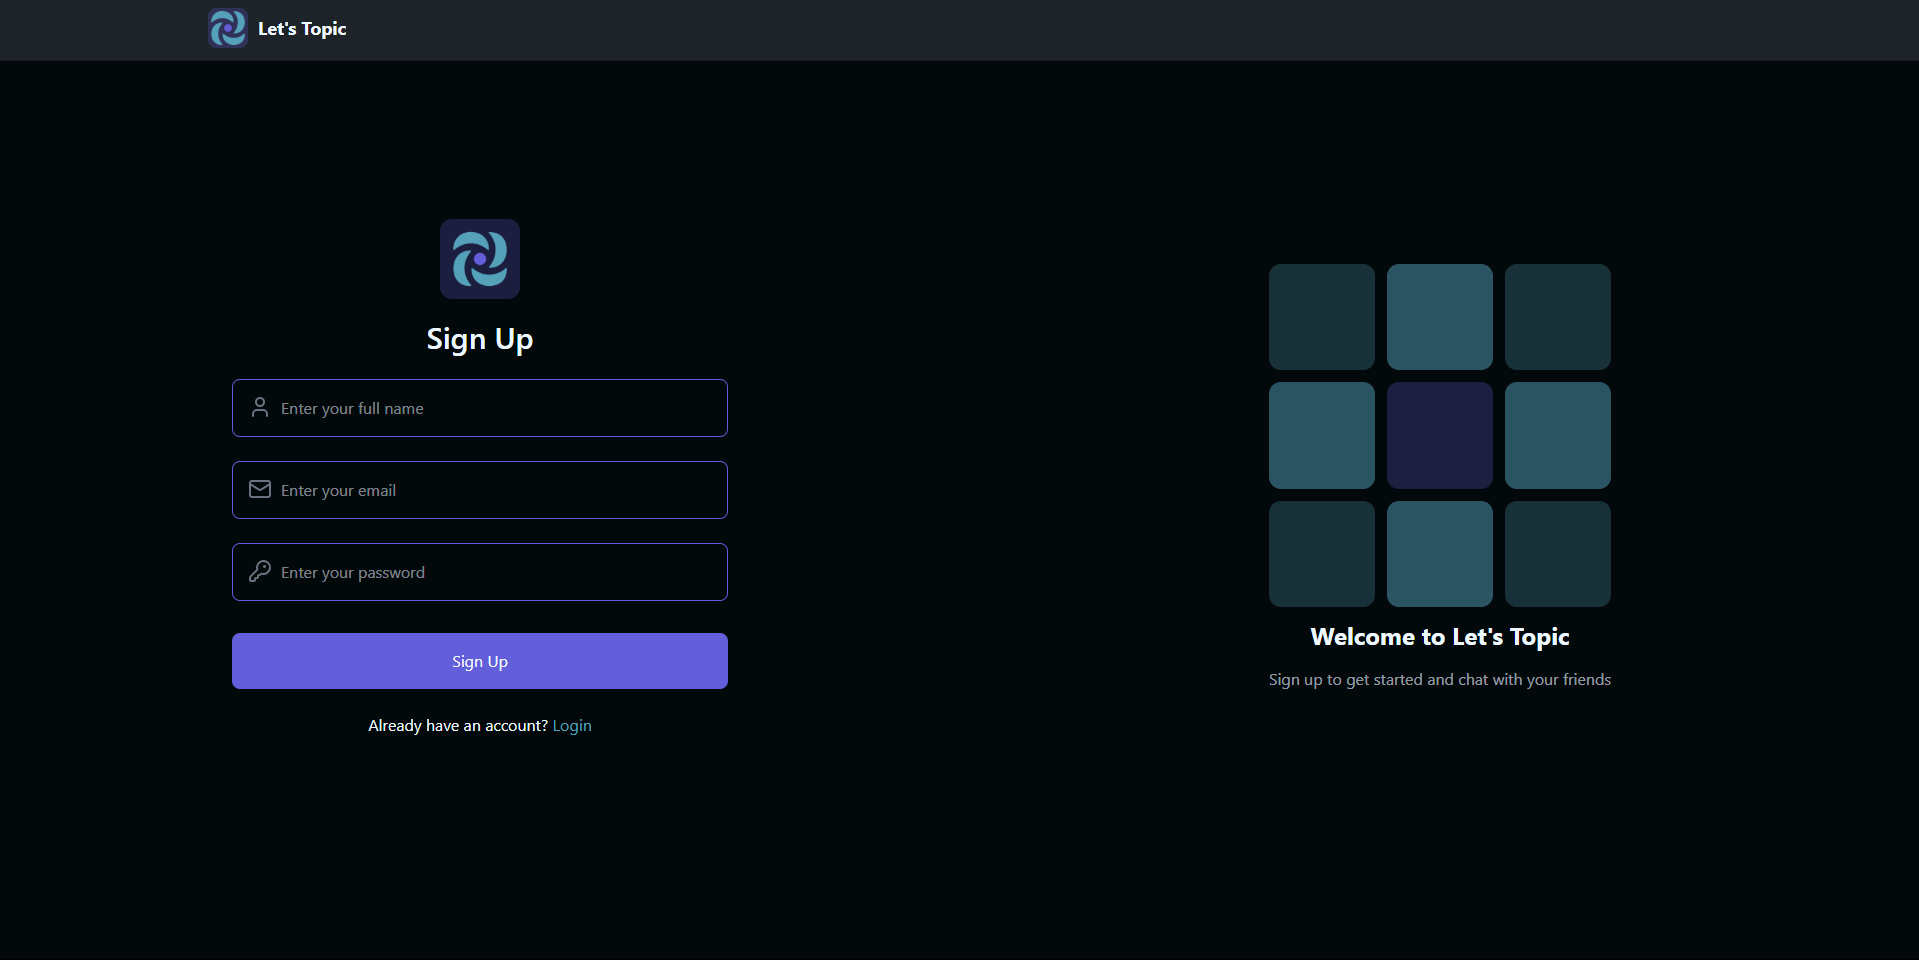 Let's Topic
Sign Up
Enter your full name
Enter your email
Enter your password
Sign Up
Already have an account? Login
Welcome to Let's Topic
Sign up to get started and chat with your friends